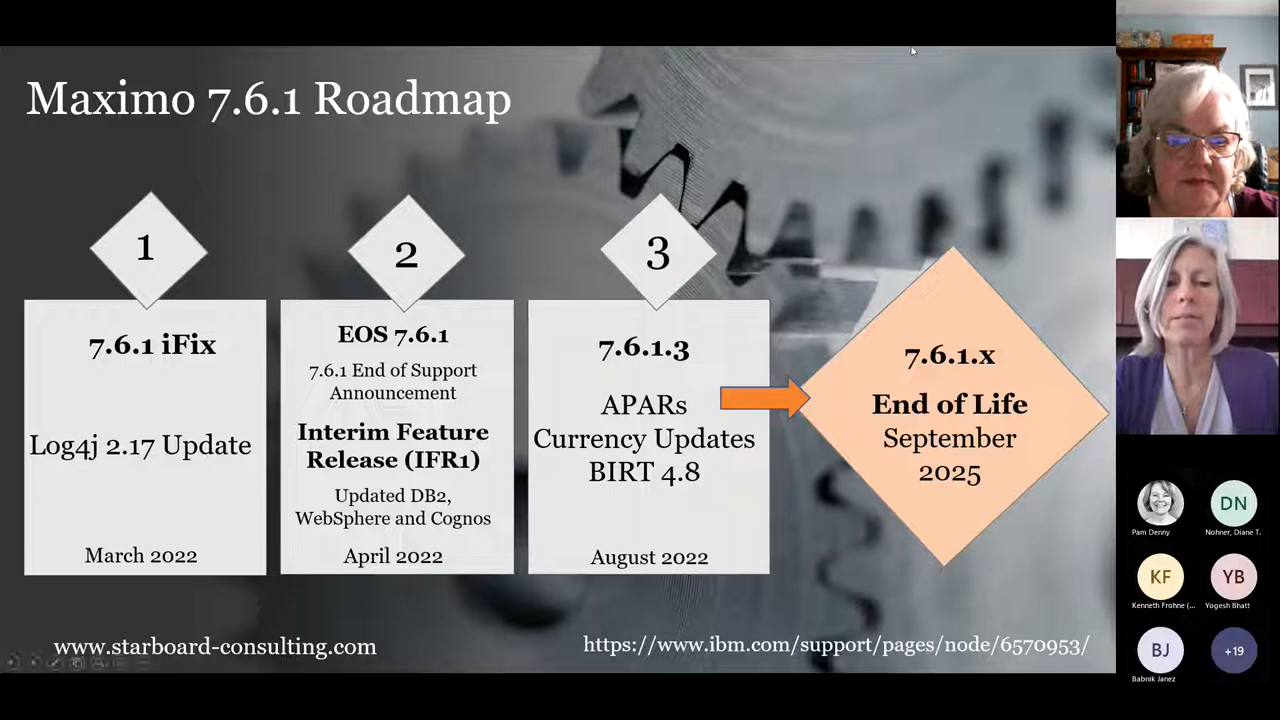 Maximo 7.6.1 Roadmap
1
2
3
7.6.1 iFix
Log4j 2.17 Update
March 2022
EOS 7.6.1
7.6.1 End of Support
Announcement
Interim Feature
Release (IFR1)
Updated DB2,
WebSphere and Cognos
April 2022
7.6.1.3
APARs
Currency Updates
BIRT 4.8
August 2022
7.6.1.x
End of Life
September
2025
www.starboard-consulting.com
https://www.ibm.com/support/pages/node/6570953/
Pam Denny
DN
Nohner, Diane T.
KF
Kenneth Frohne (...
YB
Yogesh Bhatt
BJ
Babnik Janez
+19